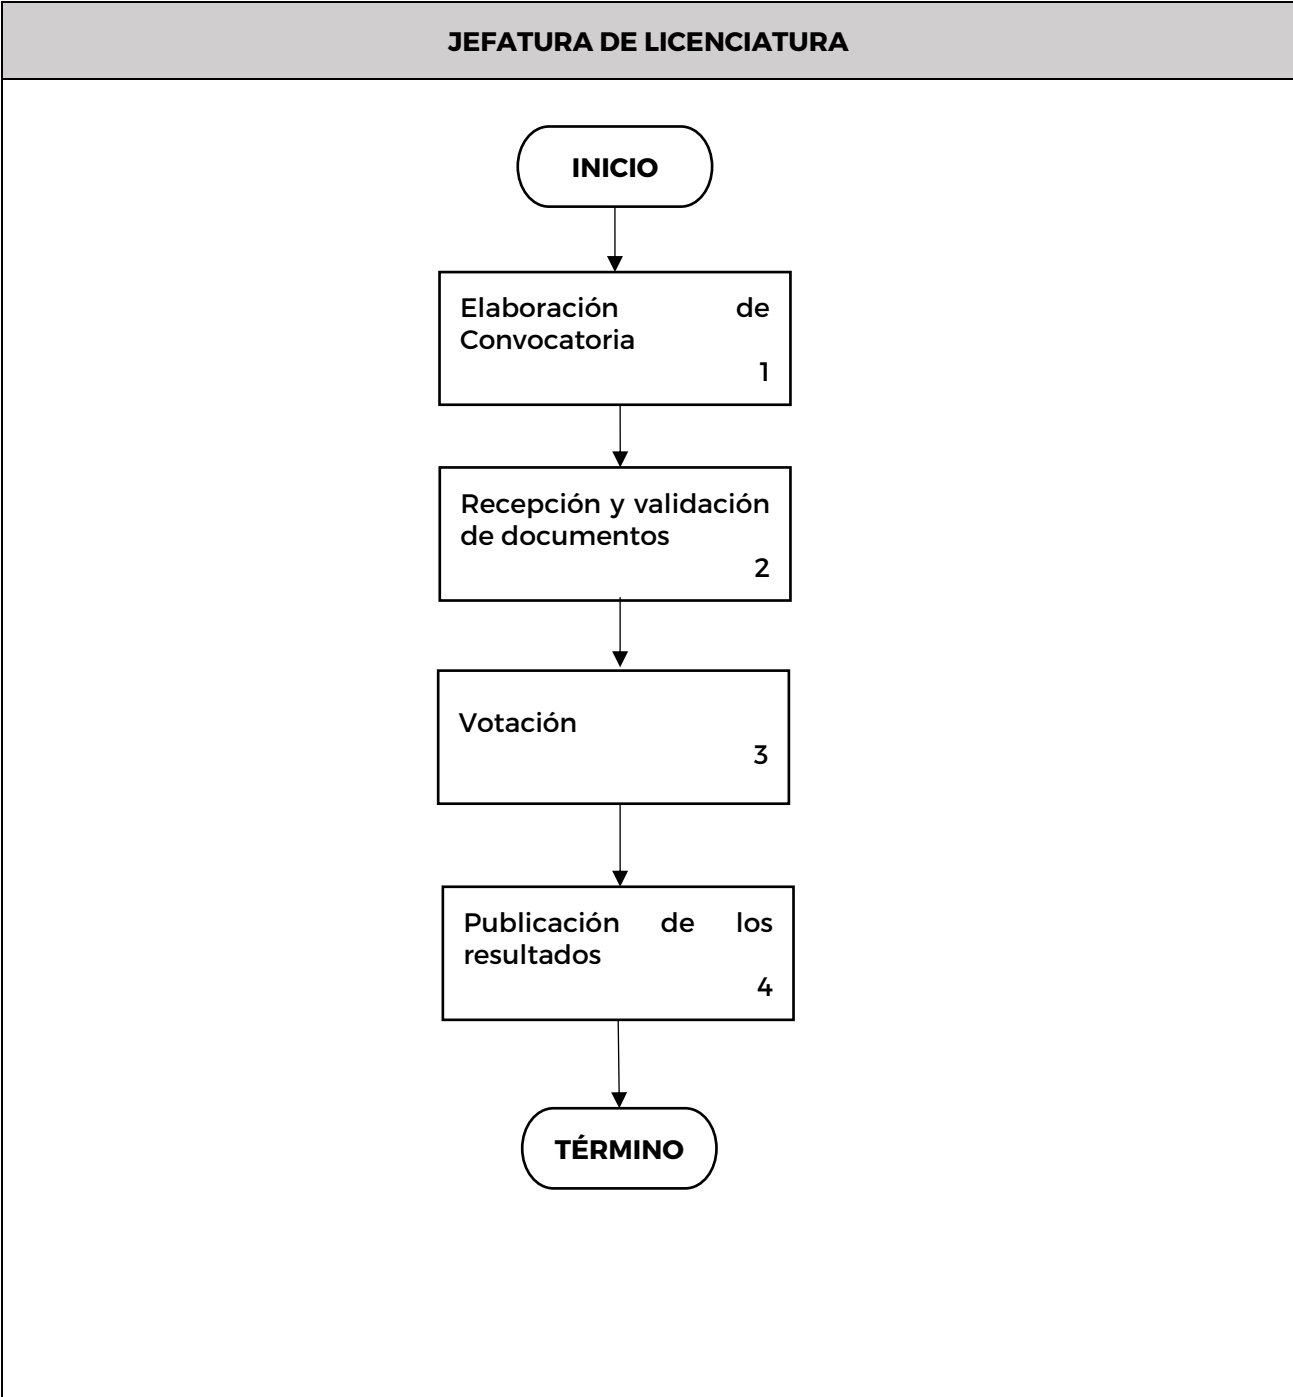 JEFATURA DE LICENCIATURA
INICIO
Elaboración de
Convocatoria
1
Recepción y validación
de documentos
2
Votación
3
Publicación de los
resultados
4
TÉRMINO